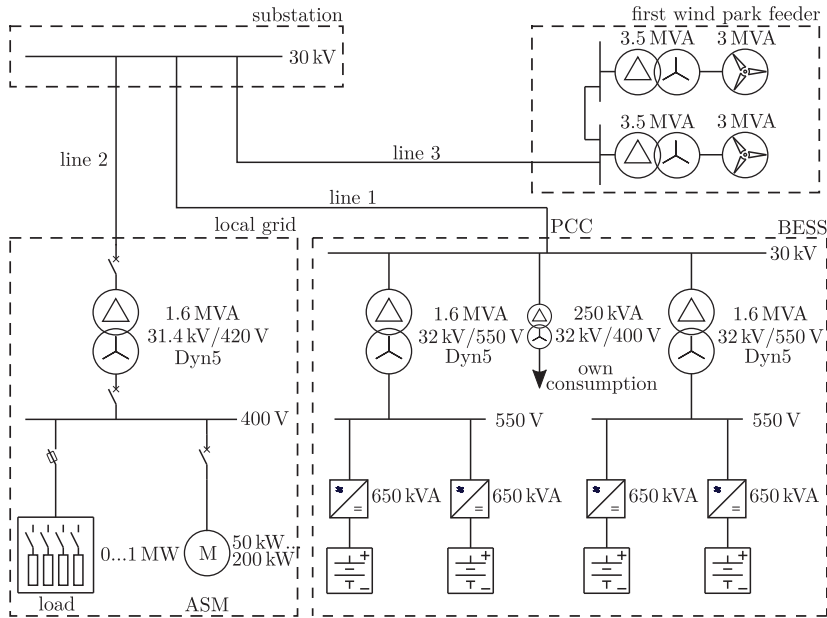 substation
30 kV
first wind park feeder
3.5 MVA
3 MVA
3.5 MVA
3 MVA
line 2
line 3
line 1
local grid
PCC
BESS
30 kV
1.6 MVA
31.4 kV/420 V
Dyn5
1.6 MVA
32 kV/550 V
Dyn5
250 kVA
32 kV/400 V
own
consumption
1.6 MVA
32 kV/550 V
Dyn5
400 V
550 V
550 V
≈
=
650 kVA
≈
=
650 kVA
≈
=
650 kVA
≈
=
650 kVA
0...1 MW
M
50 kW...
200 kW
+
−
+
−
+
−
+
−
load
ASM